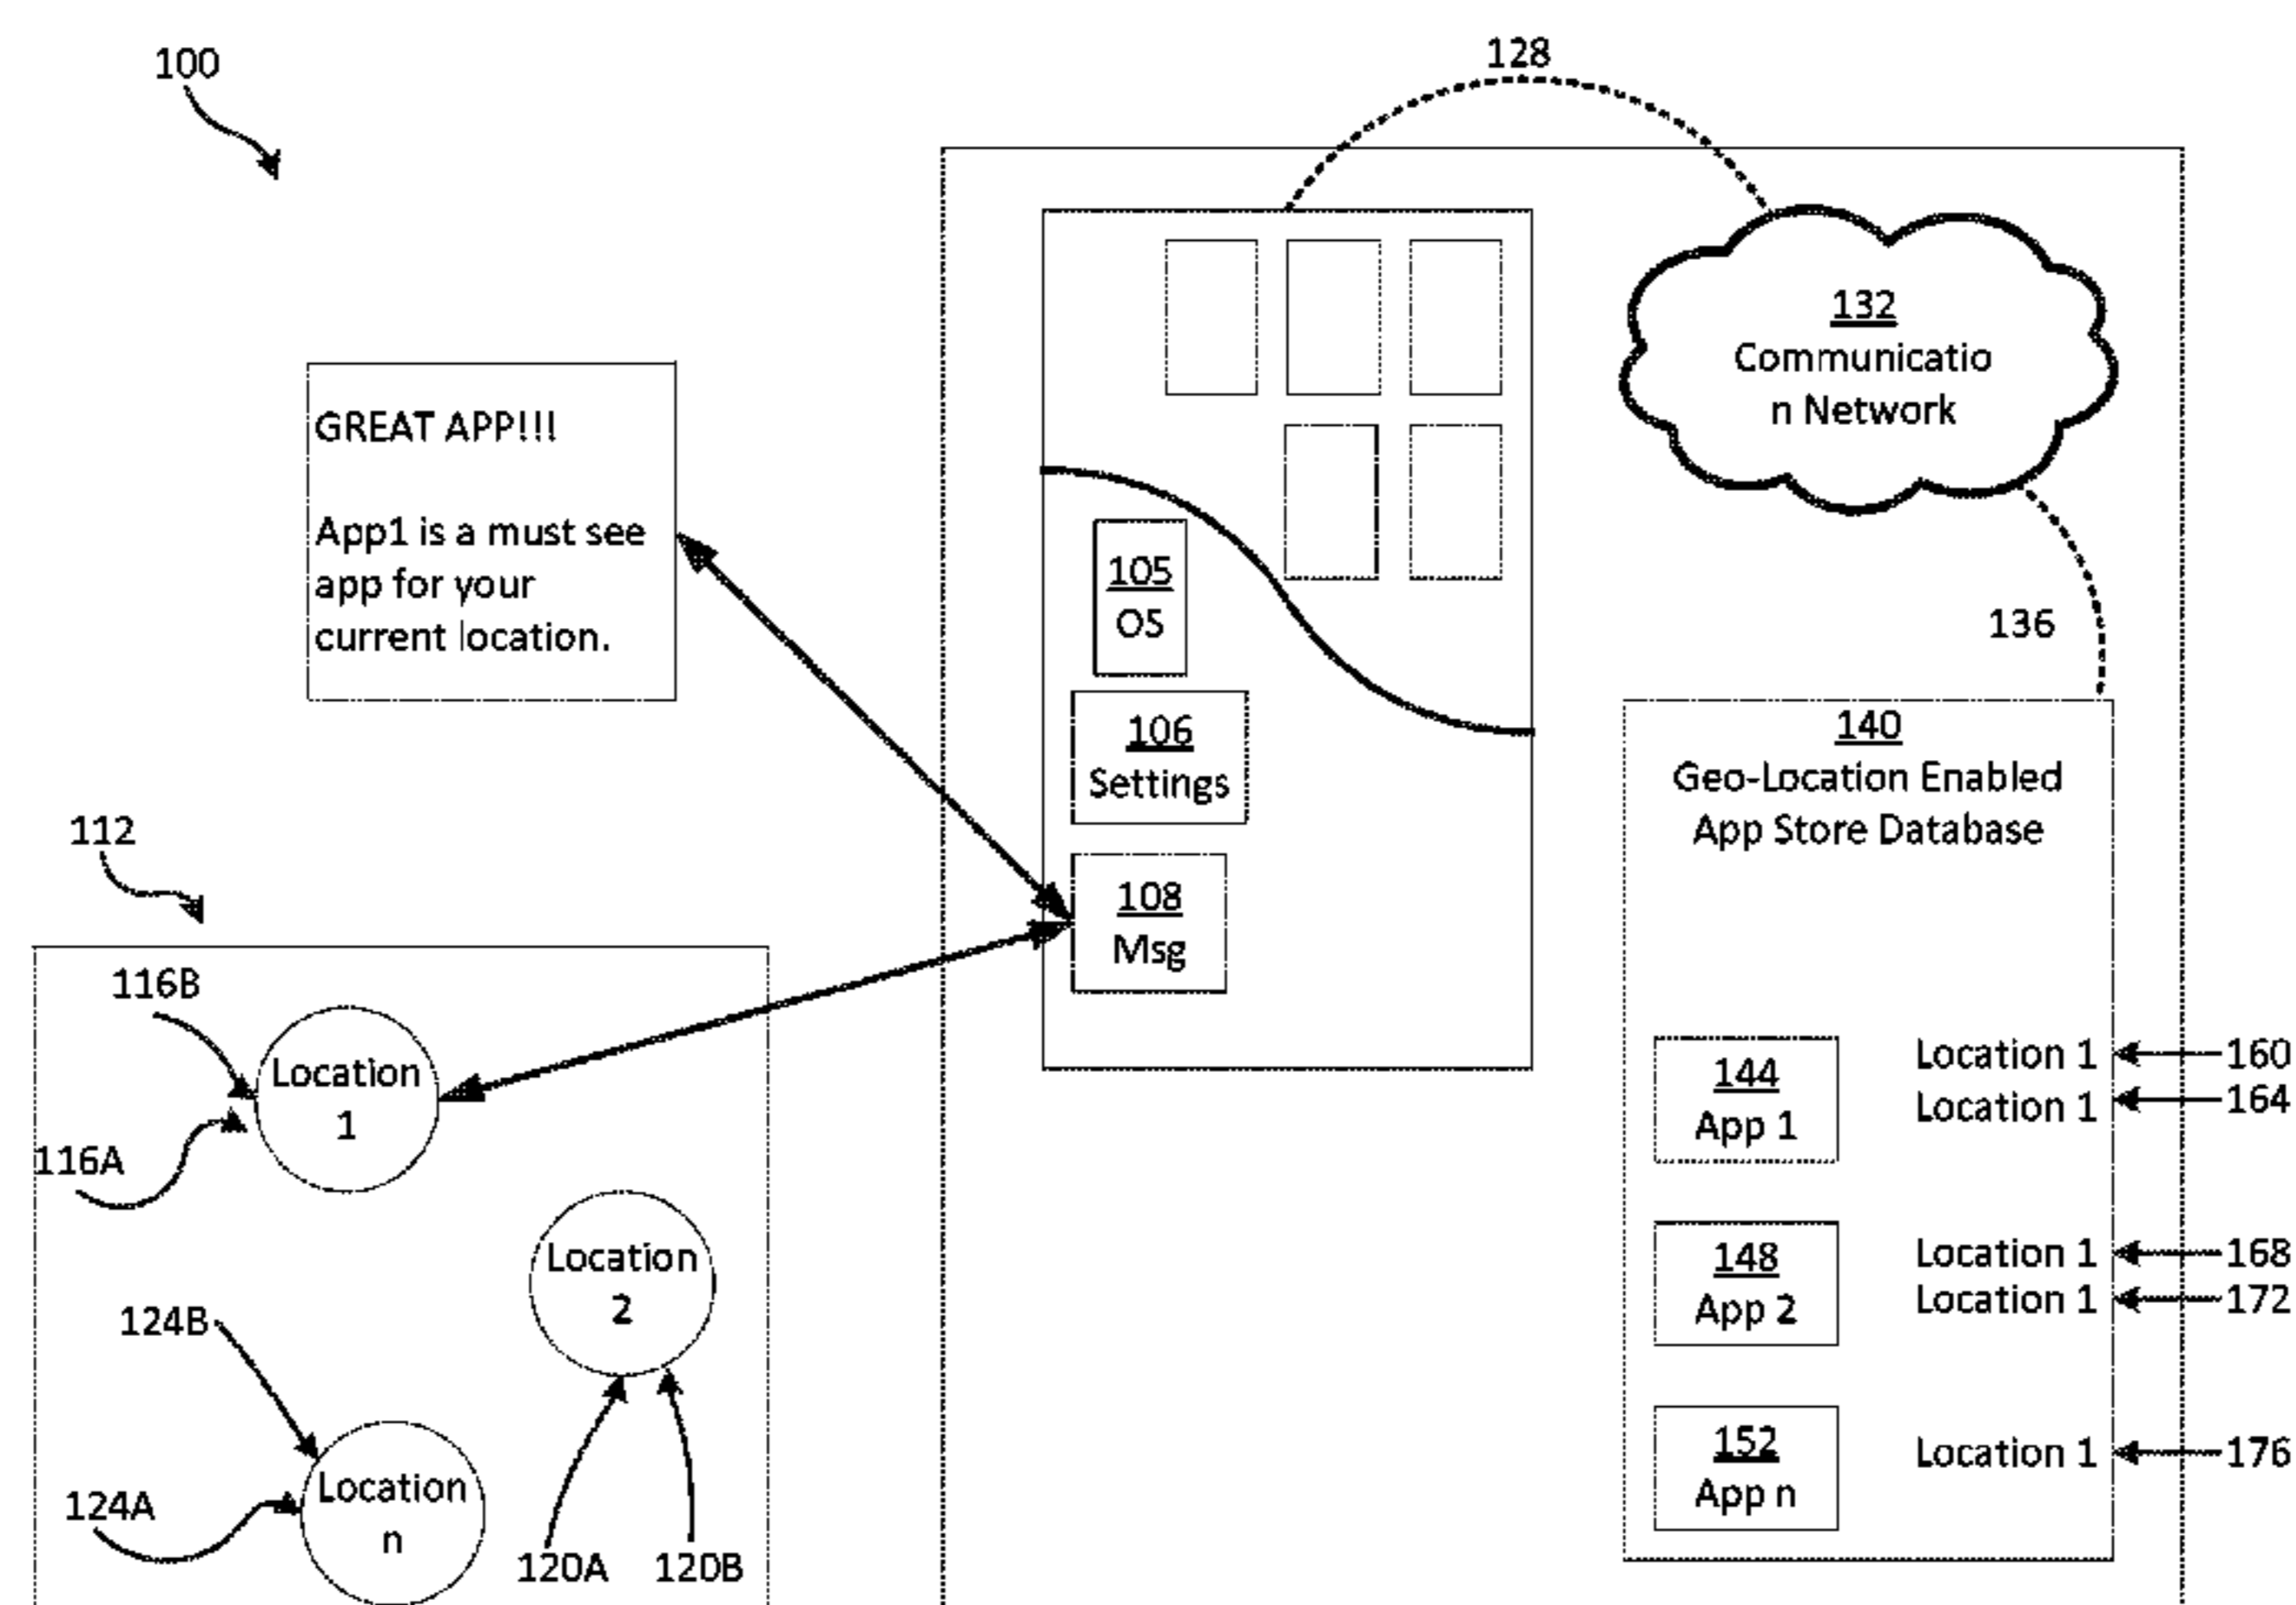 100
128
132
Communicatio
n Network
GREAT APP!!!
App1 is a must see
app for your
current location.
105
OS
136
106
Settings
140
Geo-Location Enabled
App Store Database
112
108
Msg
116B
Location
1
116A
Location
2
124B
124A
Location
n
120A
120B
144
App 1
Location 1
160
Location 1
164
148
App 2
Location 1
168
Location 1
172
152
App n
Location 1
176